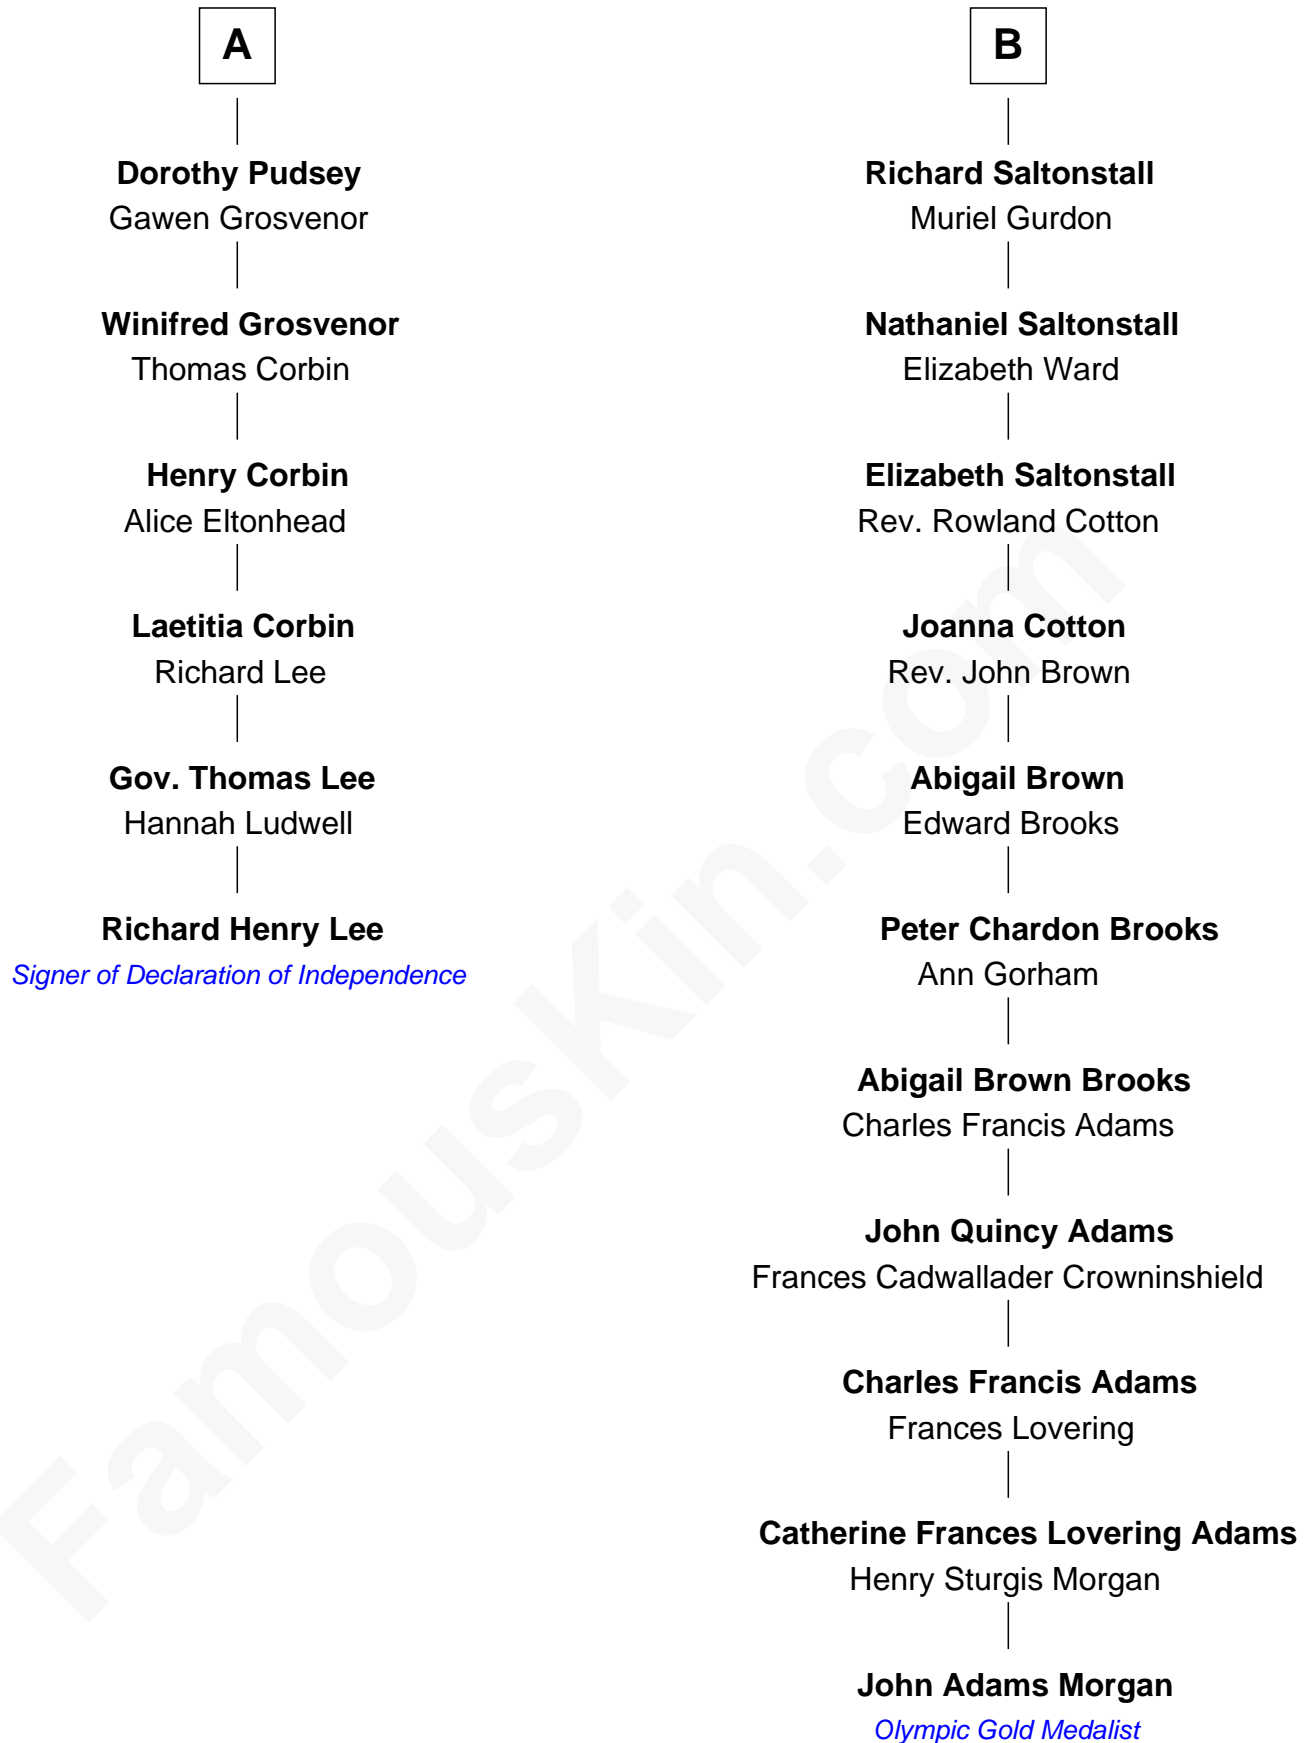 A
Dorothy Pudsey
Gawen Grosvenor
Winifred Grosvenor
Thomas Corbin
Henry Corbin
Alice Eltonhead
Laetitia Corbin
Richard Lee
Gov. Thomas Lee
Hannah Ludwell
Richard Henry Lee
Signer of Declaration of Independence
B
Richard Saltonstall
Muriel Gurdon
Nathaniel Saltonstall
Elizabeth Ward
Elizabeth Saltonstall
Rev. Rowland Cotton
Joanna Cotton
Rev. John Brown
Abigail Brown
Edward Brooks
Peter Chardon Brooks
Ann Gorham
Abigail Brown Brooks
Charles Francis Adams
John Quincy Adams
Frances Cadwallader Crowninshield
Charles Francis Adams
Frances Lovering
Catherine Frances Lovering Adams
Henry Sturgis Morgan
John Adams Morgan
Olympic Gold Medalist
FamousKin.com